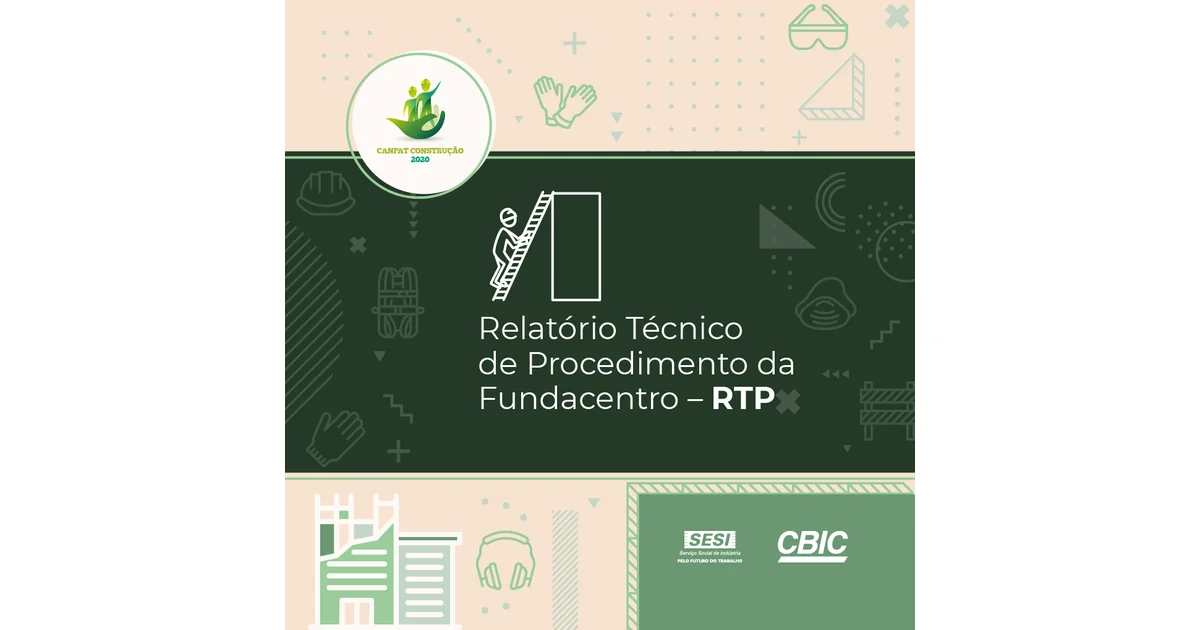 CANPAT CONSTRUÇÃO
2020
Relatório Técnico
de Procedimento da
Fundacentro – RTP
SESI
Serviço Social da Indústria
PELO FUTURO DO TRABALHO
CBIC